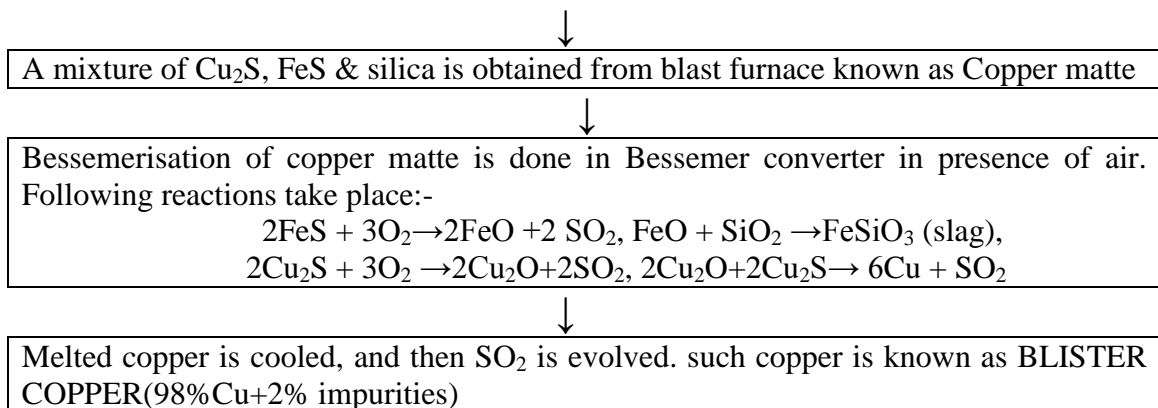 ↓
A mixture of Cu₂S, FeS & silica is obtained from blast furnace known as Copper matte
↓
Bessemerisation of copper matte is done in Bessemer converter in presence of air.
Following reactions take place:-
2FeS + 3O₂→2FeO +2 SO₂, FeO + SiO₂ →FeSiO₃ (slag),
2Cu₂S + 3O₂ →2Cu₂O+2SO₂, 2Cu₂O+2Cu₂S→ 6Cu + SO₂
↓
Melted copper is cooled, and then SO₂ is evolved. such copper is known as BLISTER
COPPER(98%Cu+2% impurities)